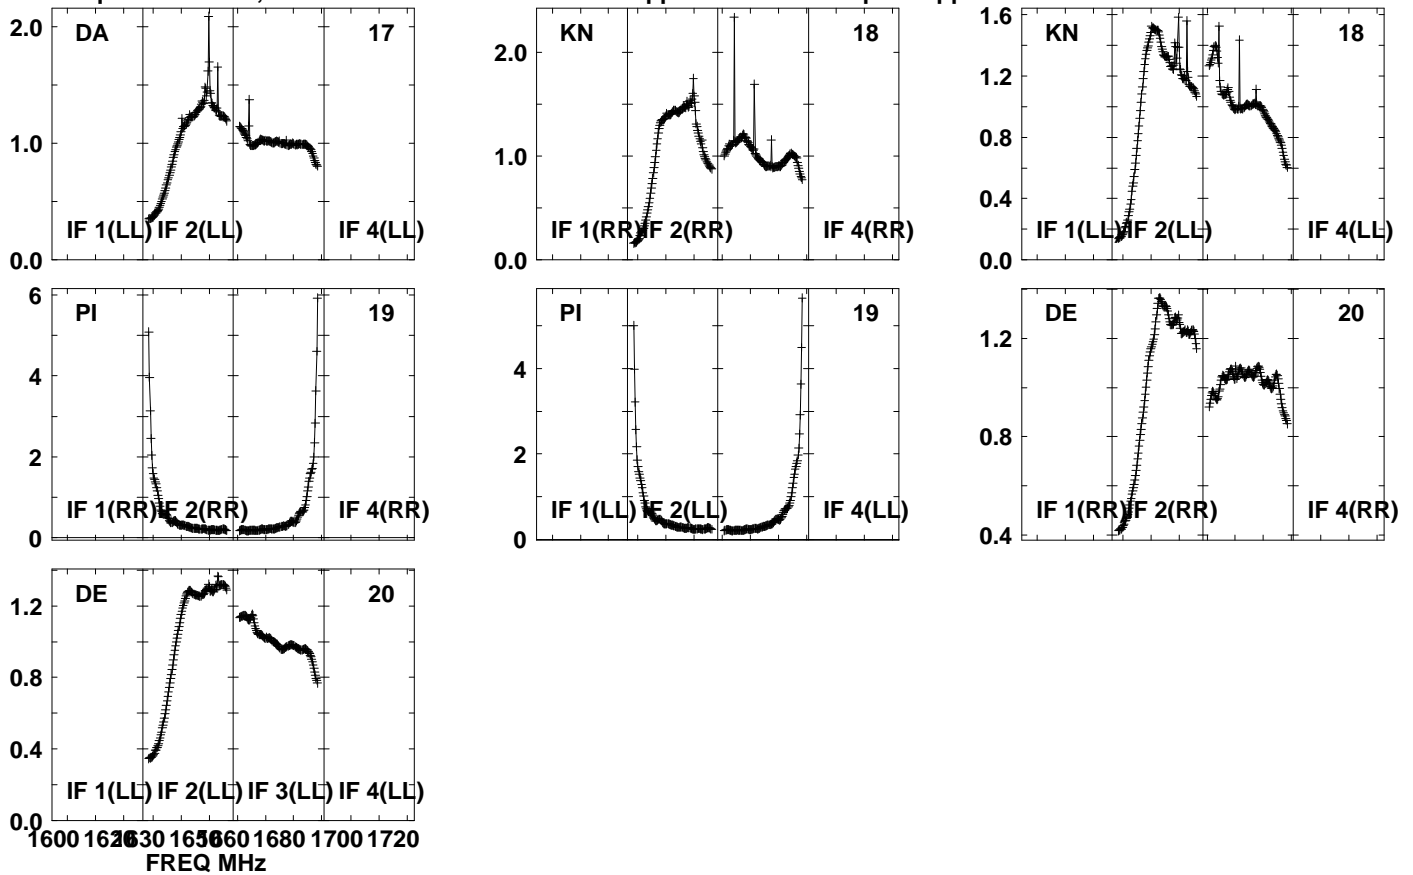 DA 17
2.0
1.0
0.0
IF 1(LL) IF 2(LL) IF 4(LL)
KN 18
2.0
1.0
0.0
IF 1(RR) IF 2(RR) IF 4(RR)
KN 18
1.6
1.2
0.8
0.4
0.0
IF 1(LL) IF 2(LL) IF 4(LL)
PI 19
6
4
2
0
IF 1(RR) IF 2(RR) IF 4(RR)
PI 19
4
2
0
IF 1(LL) IF 2(LL) IF 4(LL)
DE 20
1.2
0.8
0.4
IF 1(RR) IF 2(RR) IF 4(RR)
DE 20
1.2
0.8
0.4
0.0
IF 1(LL) IF 2(LL) IF 3(LL) IF 4(LL)
1600 1620 1630 1650 1660 1680 1700 1720
FREQ MHz